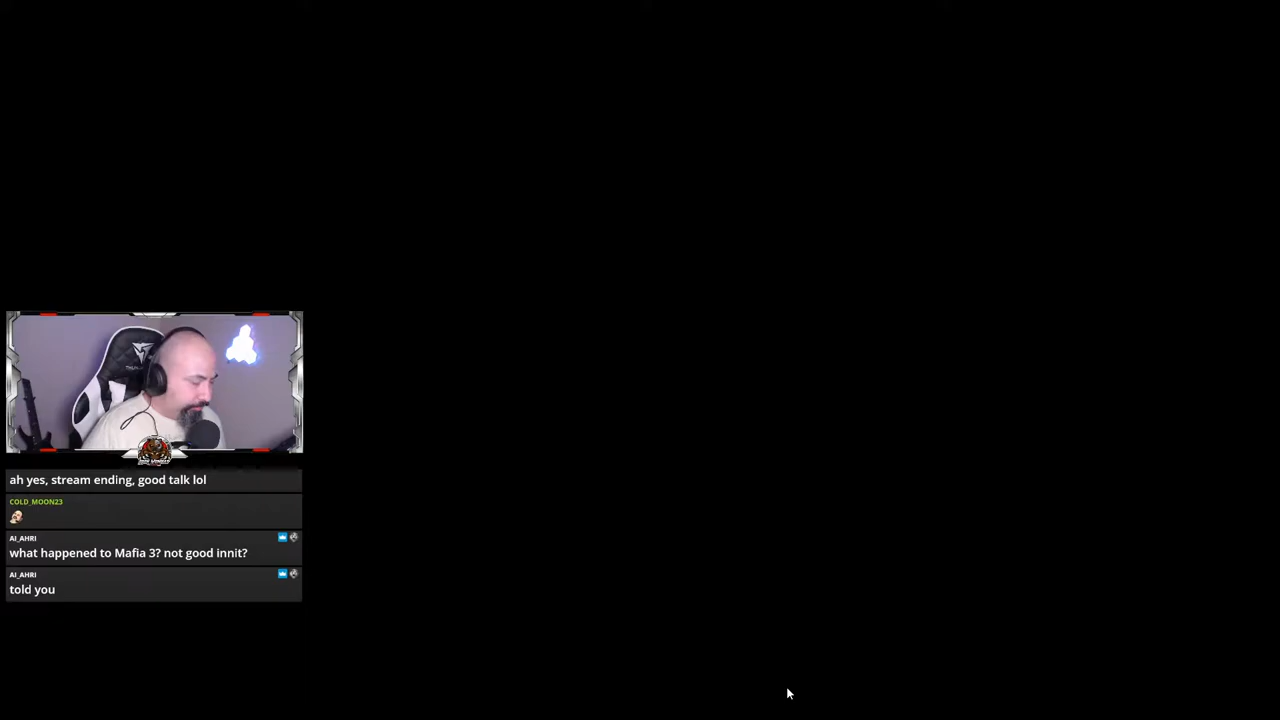 ah yes, stream ending, good talk lol
COLD_MOON23
AI_AHRI
what happened to Mafia 3? not good innit?
AI_AHRI
told you